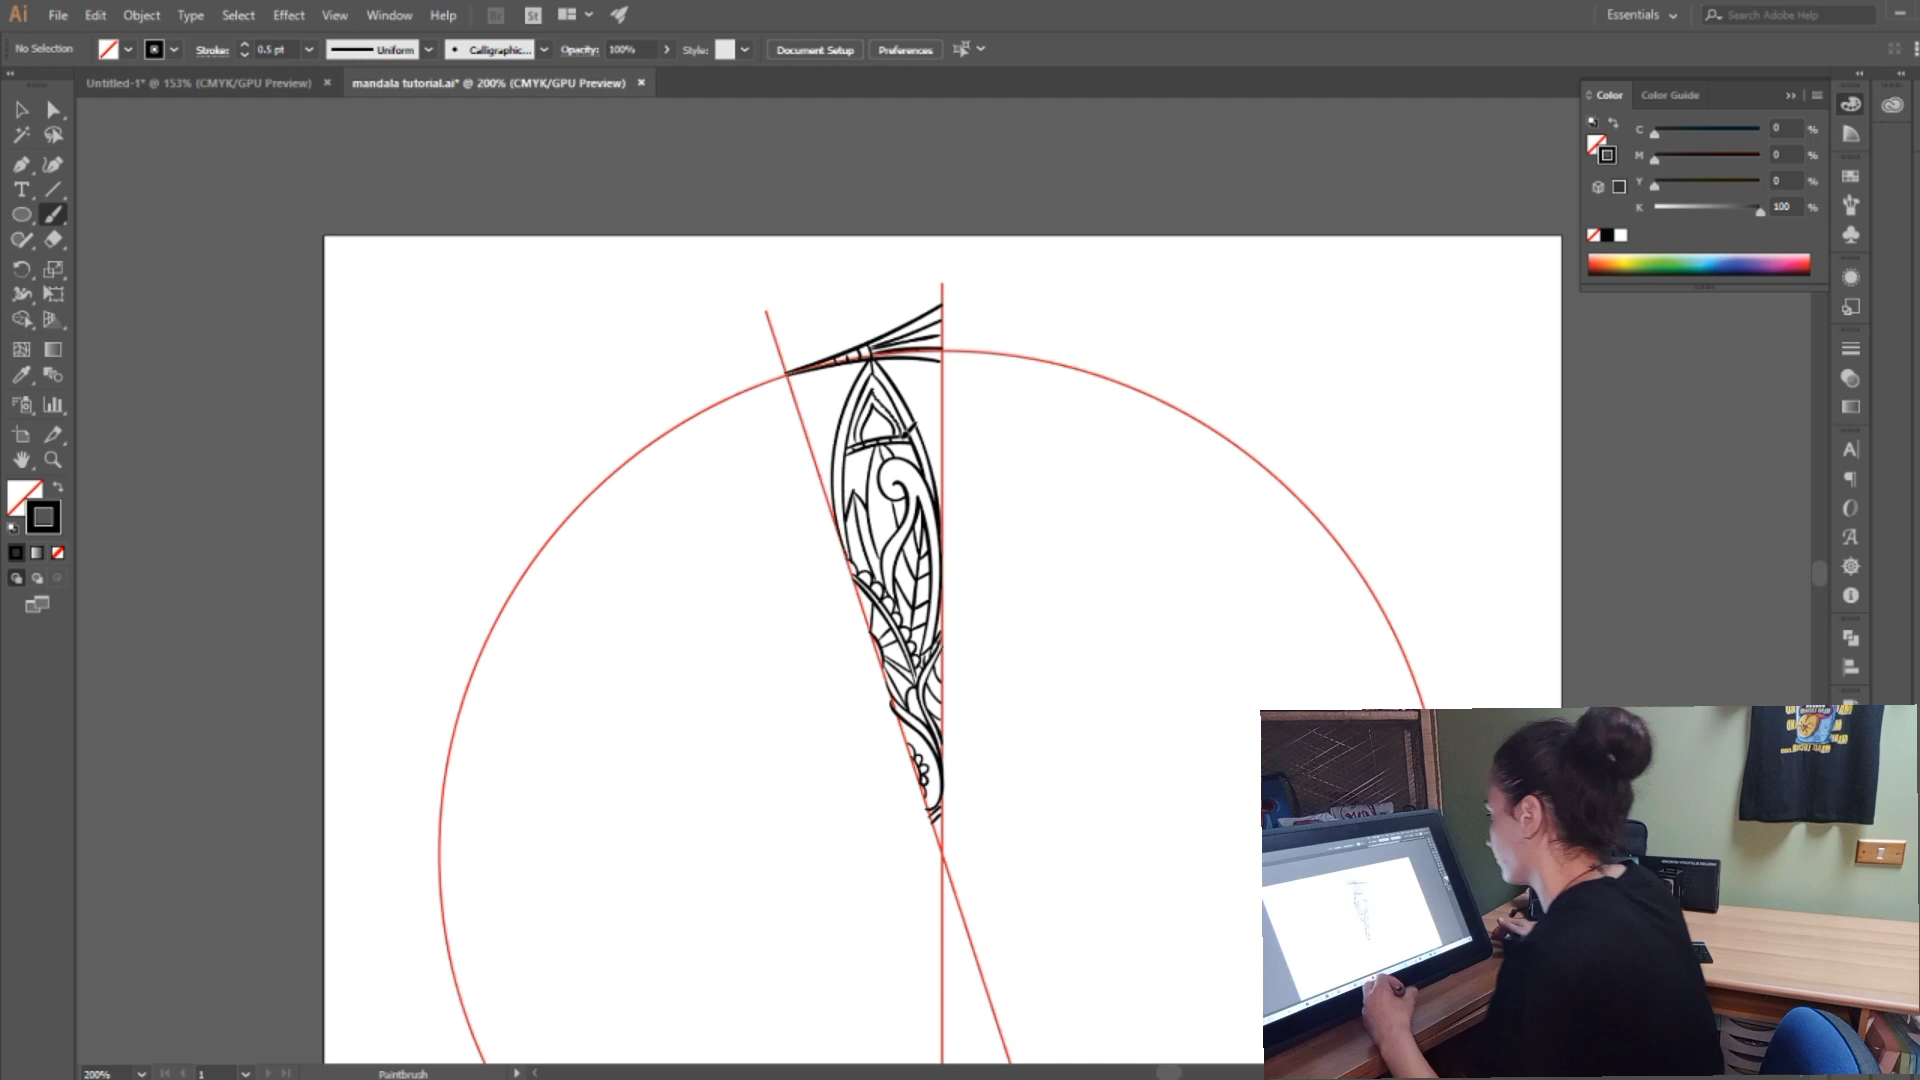 Ai File Edit Object Type Select Effect View Window Help Br St Essentials Search Adobe Help
No Selection Stroke: 0.5 pt Uniform Calligraphic... Opacity: 100% Style: Document Setup Preferences
Untitled-1* @ 153% (CMYK/GPU Preview) × mandala tutorial.ai* @ 200% (CMYK/GPU Preview) ×
Color Color Guide
C 0 %
M 0 %
Y 0 %
K 100 %
200% 1 Paintbrush